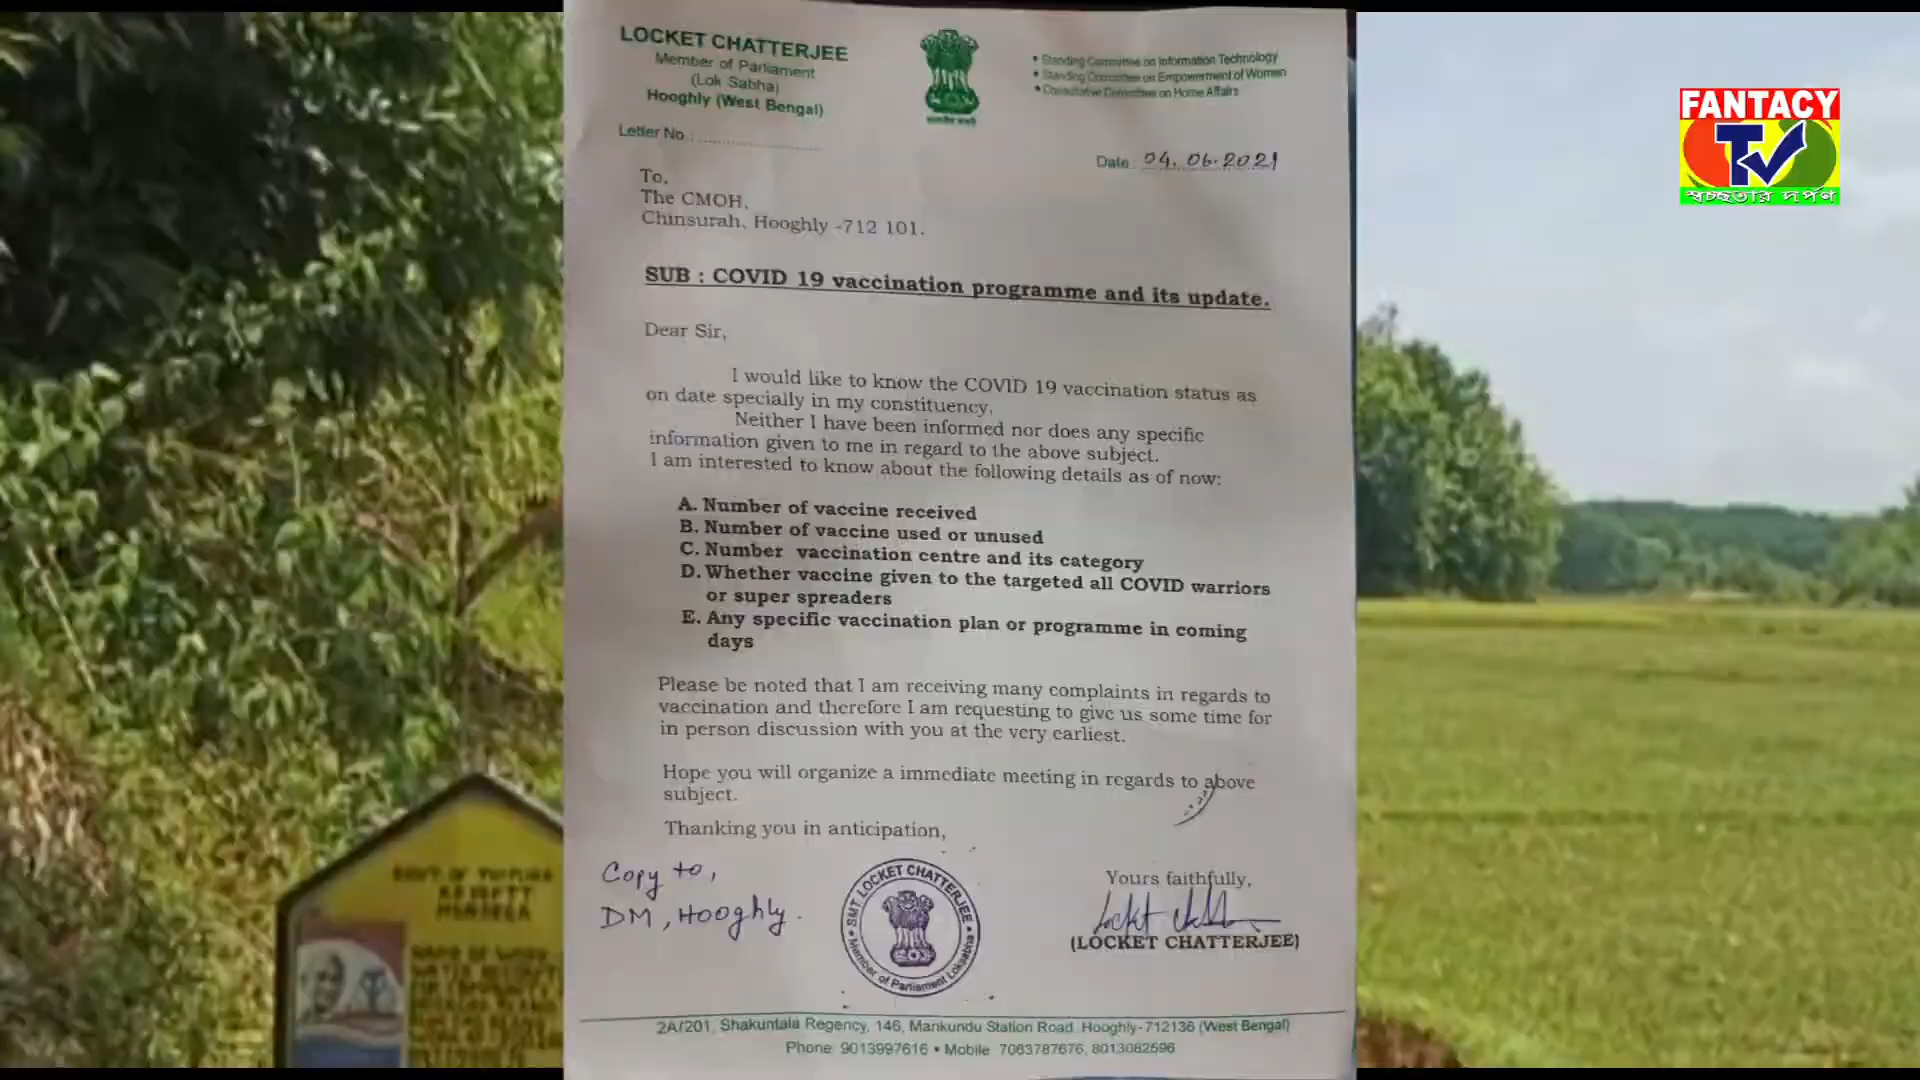 LOCKET CHATTERJEE
Member of Parliament
(Lok Sabha)
Hooghly (West Bengal)
Letter No.:
• Standing Committee on Information Technology
• Standing Committee on Empowerment of Women
• Consultative Committee on Home Affairs
Date 04.06.2021
FANTACY
TV
স্বচ্ছতার দর্পণ
To,
The CMOH,
Chinsurah, Hooghly -712 101.
SUB : COVID 19 vaccination programme and its update.
Dear Sir,
I would like to know the COVID 19 vaccination status as
on date specially in my constituency.
Neither I have been informed nor does any specific
information given to me in regard to the above subject.
I am interested to know about the following details as of now:
A. Number of vaccine received
B. Number of vaccine used or unused
C. Number vaccination centre and its category
D. Whether vaccine given to the targeted all COVID warriors
or super spreaders
E. Any specific vaccination plan or programme in coming
days
Please be noted that I am receiving many complaints in regards to
vaccination and therefore I am requesting to give us some time for
in person discussion with you at the very earliest.
Hope you will organize a immediate meeting in regards to above
subject.
Thanking you in anticipation,
Copy to,
DM, Hooghly.
SMT LOCKET CHATTERJEE
Member of Parliament Loksabha
Yours faithfully,
(LOCKET CHATTERJEE)
2A/201, Shakuntala Regency, 146, Mankundu Station Road, Hooghly-712136 (West Bengal)
Phone: 9013997616 • Mobile: 7063787676, 8013082596
GOVT OF TRIPURA